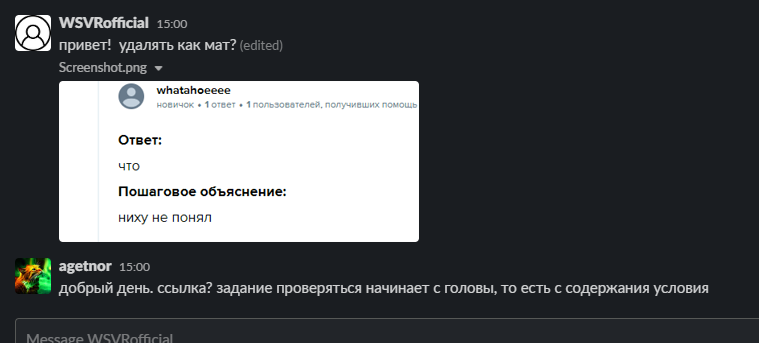 WSVRofficial 15:00
привет! удалять как мат? (edited)
Screenshot.png
whatahoeeee
новичок • 1 ответ • 1 пользователей, получивших помощь
Ответ:
что
Пошаговое объяснение:
ниху не понял
agetnor 15:00
добрый день. ссылка? задание проверяться начинает с головы, то есть с содержания условия
Message WSVRofficial